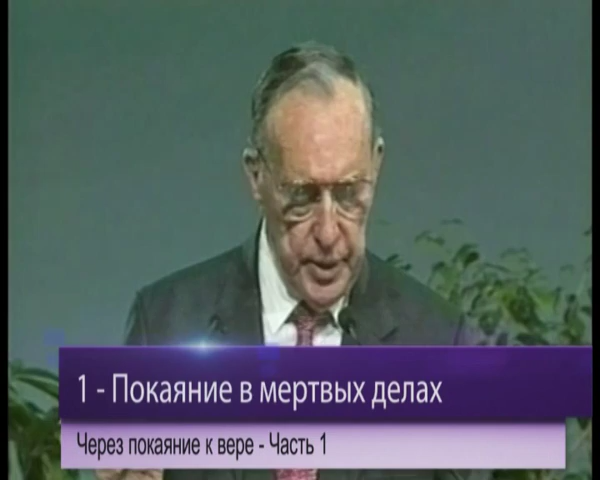 1 - Покаяние в мертвых делах
Через покаяние к вере - Часть 1